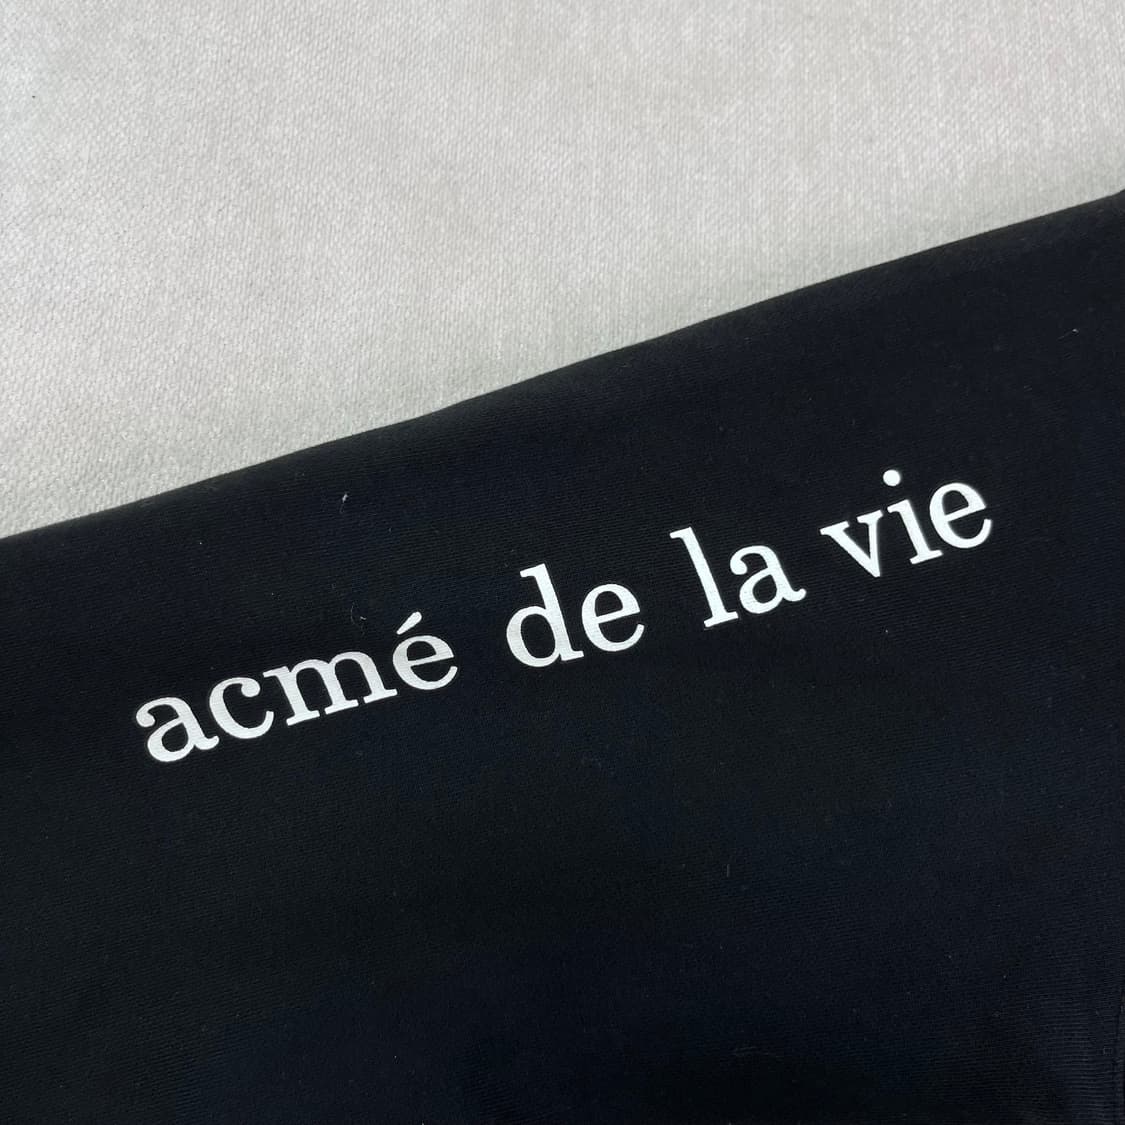 acmé de la vie